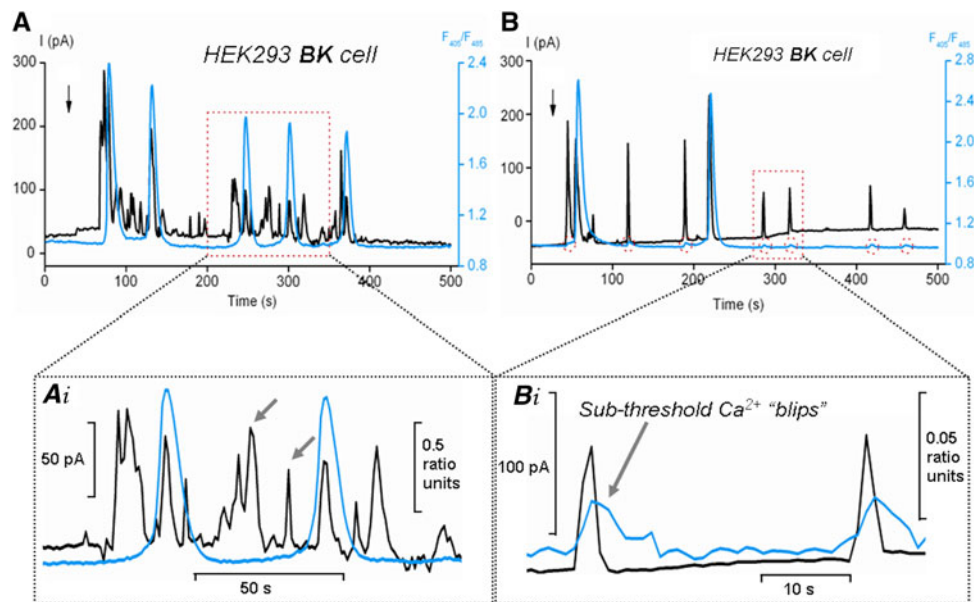 A
B
I (pA)
F405/F485
HEK293 BK cell
300
200
100
0
2.4
2.0
1.6
1.2
0.8
0
100
200
300
400
500
Time (s)
I (pA)
F405/F485
HEK293 BK cell
300
200
100
0
2.8
2.4
2.0
1.6
1.2
0.8
0
100
200
300
400
500
Time (s)
Ai
50 pA
0.5
ratio
units
50 s
Bi
Sub-threshold Ca2+ “blips”
100 pA
0.05
ratio
units
10 s